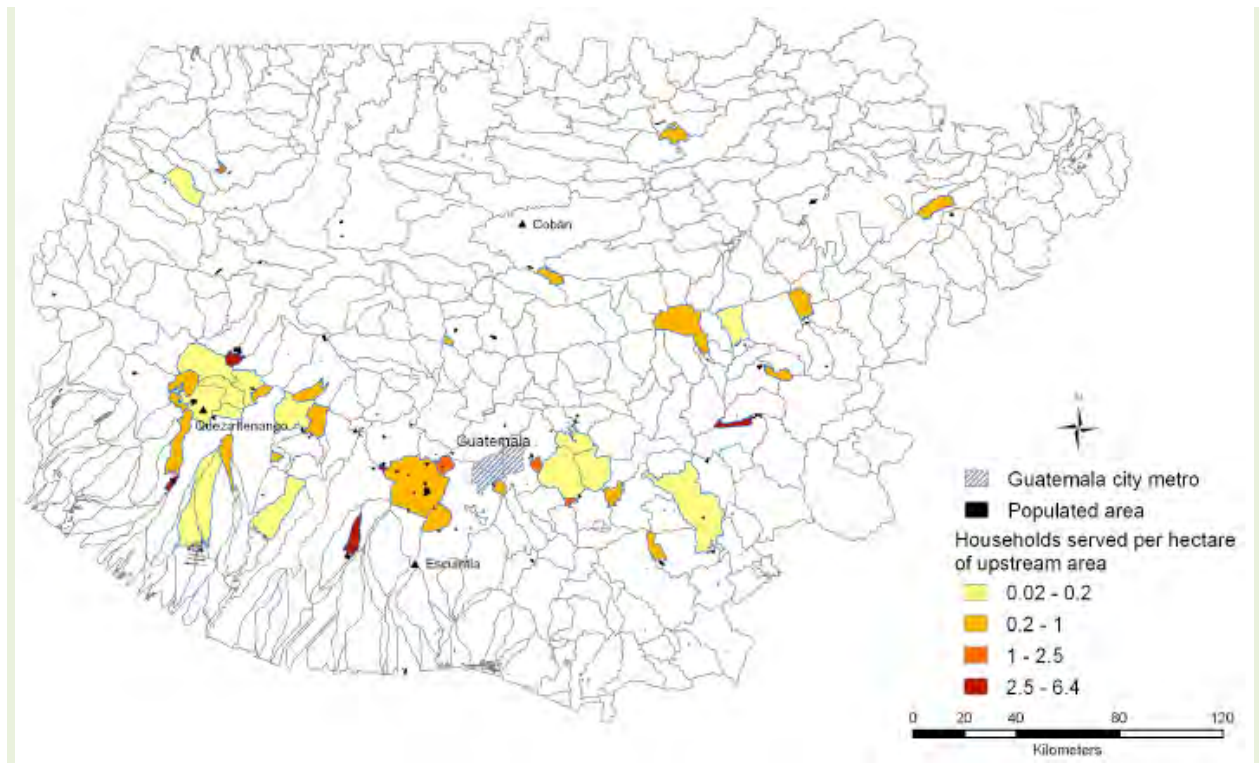 Cobán
Quezaltenango
Guatemala
Escuintla
N
Guatemala city metro
Populated area
Households served per hectare
of upstream area
0.02 - 0.2
0.2 - 1
1 - 2.5
2.5 - 6.4
0 20 40 80 120
Kilometers